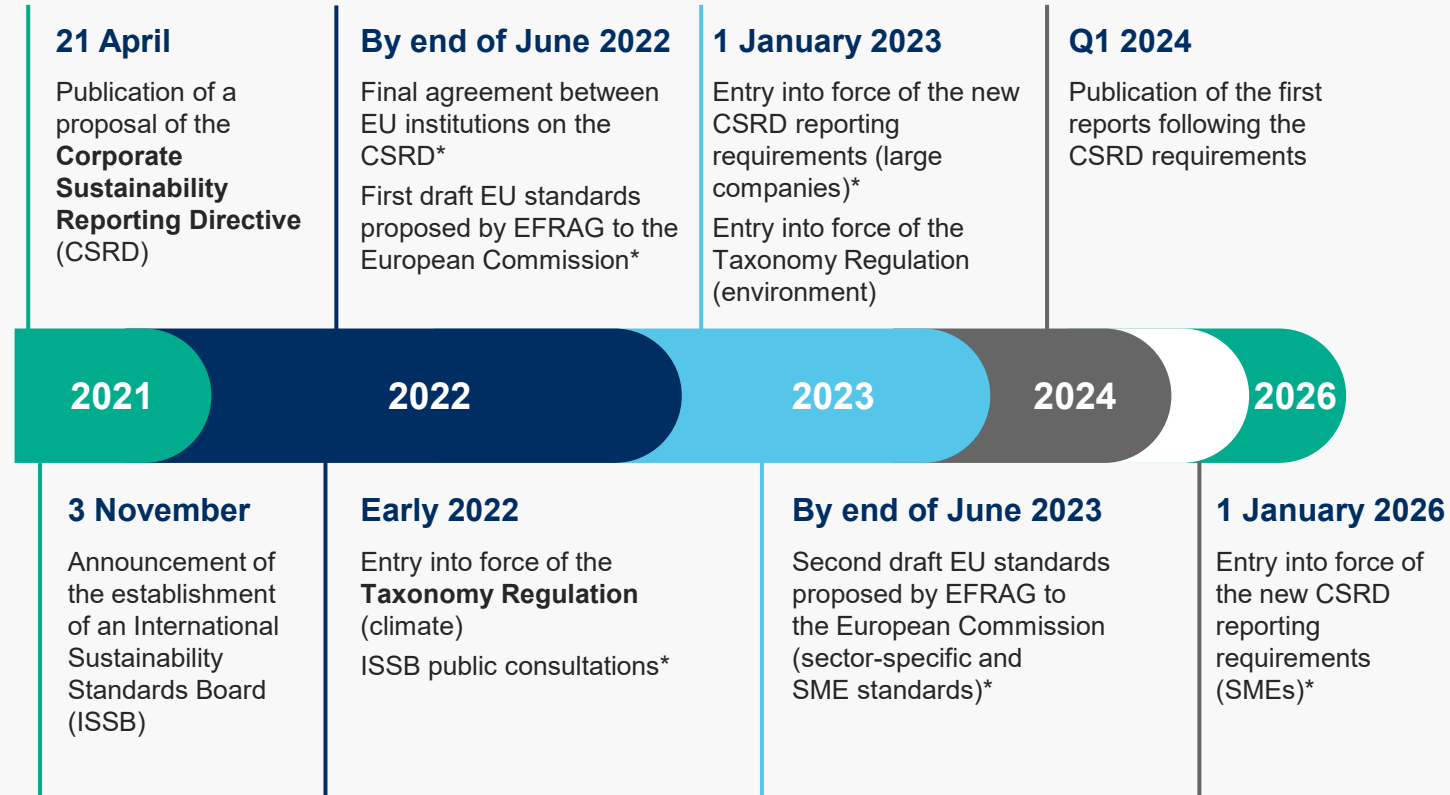 21 April
Publication of a
proposal of the
Corporate
Sustainability
Reporting Directive
(CSRD)
By end of June 2022
Final agreement between
EU institutions on the
CSRD*
First draft EU standards
proposed by EFRAG to the
European Commission*
1 January 2023
Entry into force of the new
CSRD reporting
requirements (large
companies)*
Entry into force of the
Taxonomy Regulation
(environment)
Q1 2024
Publication of the first
reports following the
CSRD requirements
2021
2022
2023
2024
2026
3 November
Announcement of
the establishment
of an International
Sustainability
Standards Board
(ISSB)
Early 2022
Entry into force of the
Taxonomy Regulation
(climate)
ISSB public consultations*
By end of June 2023
Second draft EU standards
proposed by EFRAG to
the European Commission
(sector-specific and
SME standards)*
1 January 2026
Entry into force of
the new CSRD
reporting
requirements
(SMEs)*